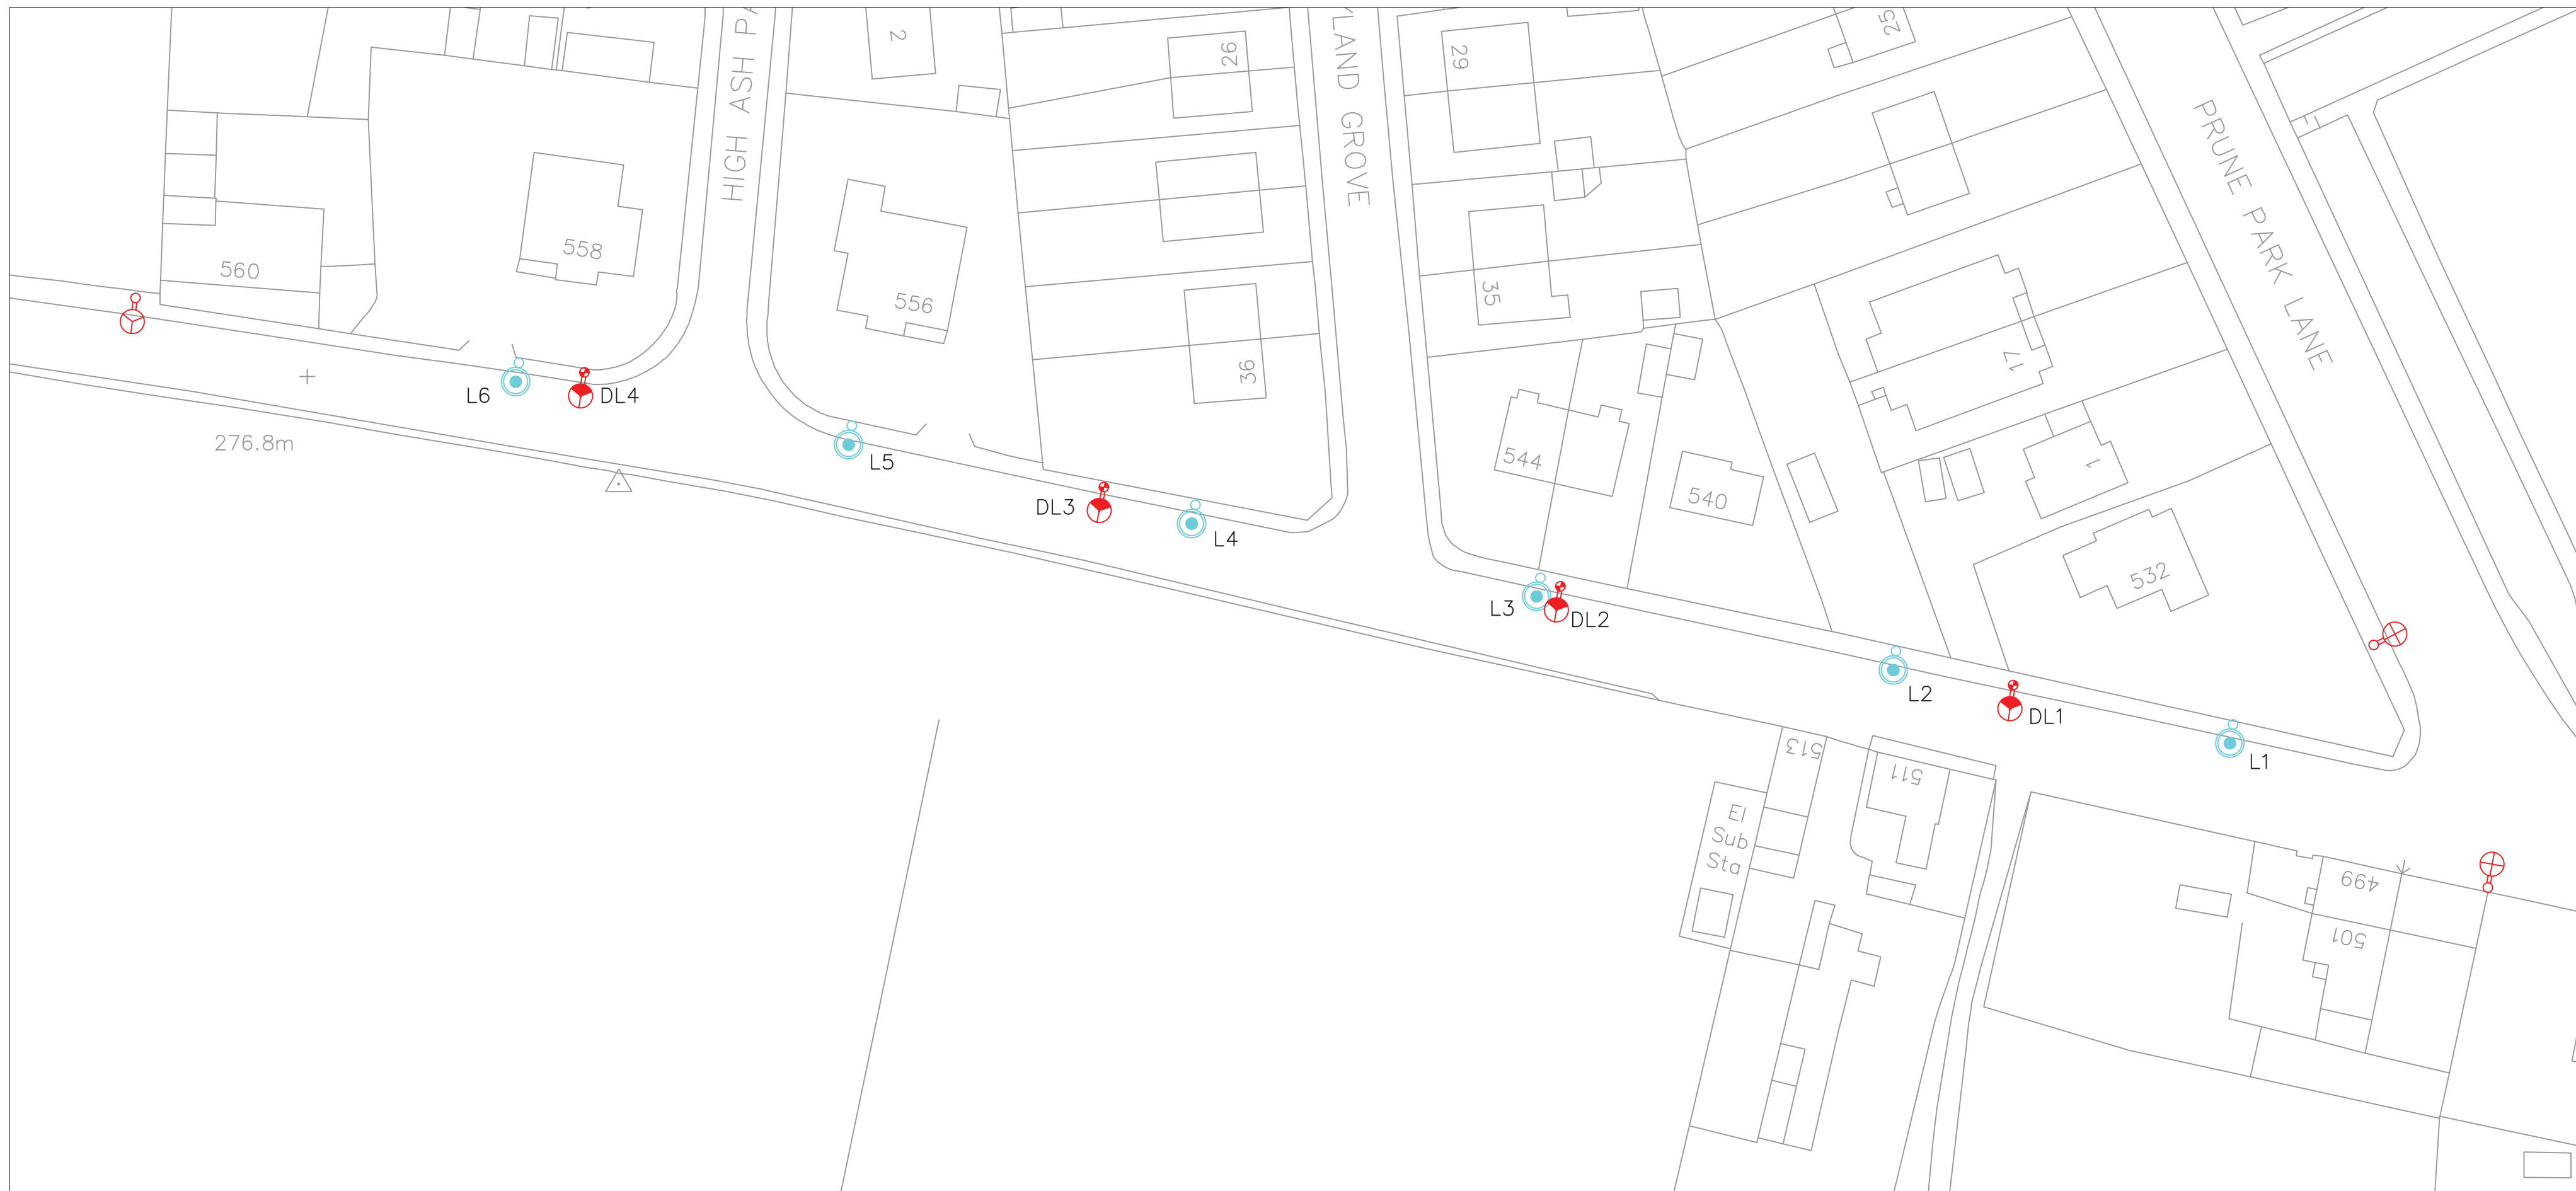 HIGH ASH PA
YLAND GROVE
PRUNE PARK LANE
2
26
29
25
560
558
556
35
36
17
544
540
1
532
L6
DL4
276.8m
L5
DL3
L4
L3
DL2
L2
DL1
L1
513
511
El
Sub
Sta
499
501